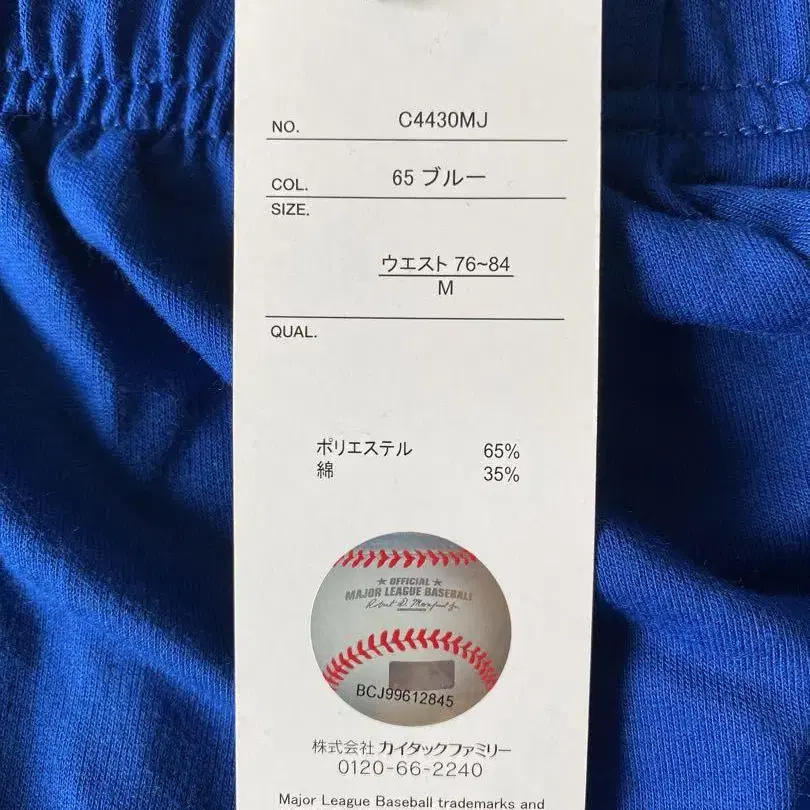 NO. C4430MJ
COL. 65 ブルー
SIZE.
ウエスト 76~84
M
QUAL.
ポリエステル 65%
綿 35%
★ OFFICIAL ★
MAJOR LEAGUE BASEBALL
BCJ99612845
株式会社 カイタックファミリー
0120-66-2240
Major League Baseball trademarks and